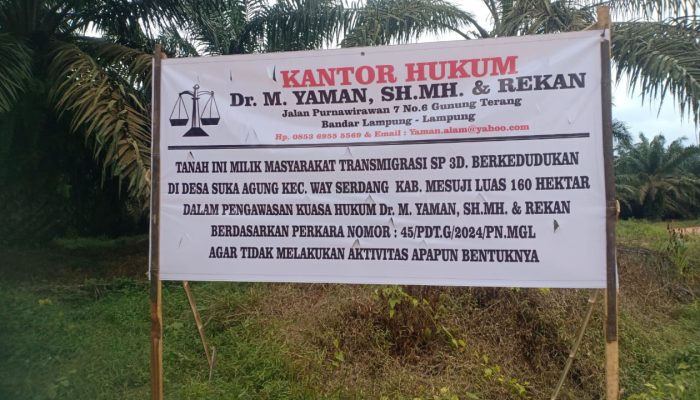 KANTOR HUKUM
Dr. M. YAMAN, SH.MH. & REKAN
Jalan Purnawirawan 7 No.6 Gunung Terang
Bandar Lampung - Lampung
Hp. 0853 6955 5569 & Email : Yaman.alam@yahoo.com
TANAH INI MILIK MASYARAKAT TRANSMIGRASI SP 3D. BERKEDUDUKAN
DI DESA SUKA AGUNG KEC. WAY SERDANG KAB. MESUJI LUAS 160 HEKTAR
DALAM PENGAWASAN KUASA HUKUM Dr. M. YAMAN, SH.MH. & REKAN
BERDASARKAN PERKARA NOMOR : 45/PDT.G/2024/PN.MGL
AGAR TIDAK MELAKUKAN AKTIVITAS APAPUN BENTUKNYA